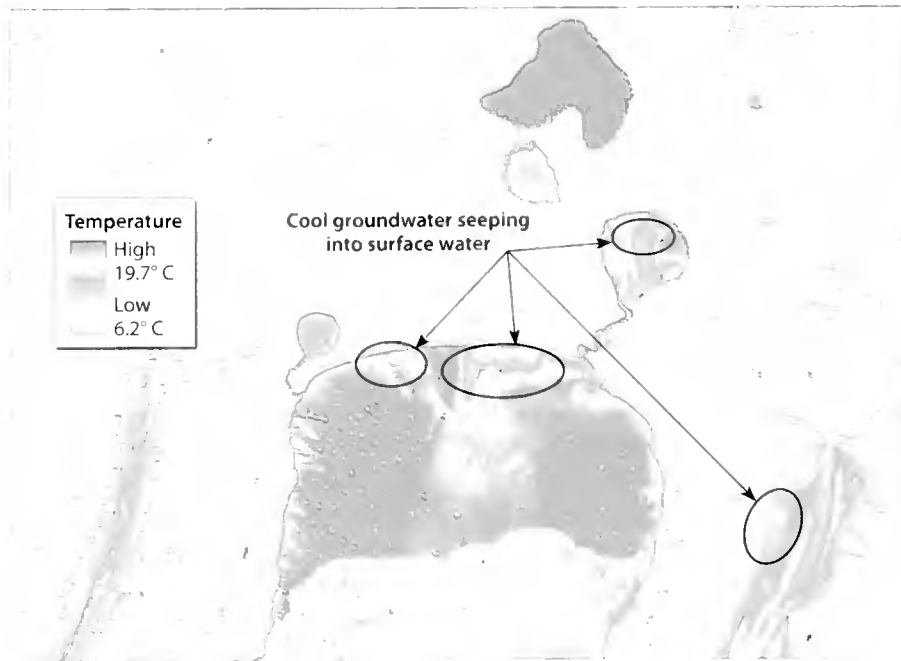 Temperature
High
19.7° C
Low
6.2° C
Cool groundwater seeping
into surface water